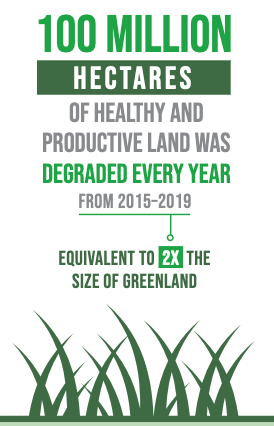 100 MILLION
HECTARES
OF HEALTHY AND
PRODUCTIVE LAND WAS
DEGRADED EVERY YEAR
FROM 2015–2019
EQUIVALENT TO 2X THE
SIZE OF GREENLAND